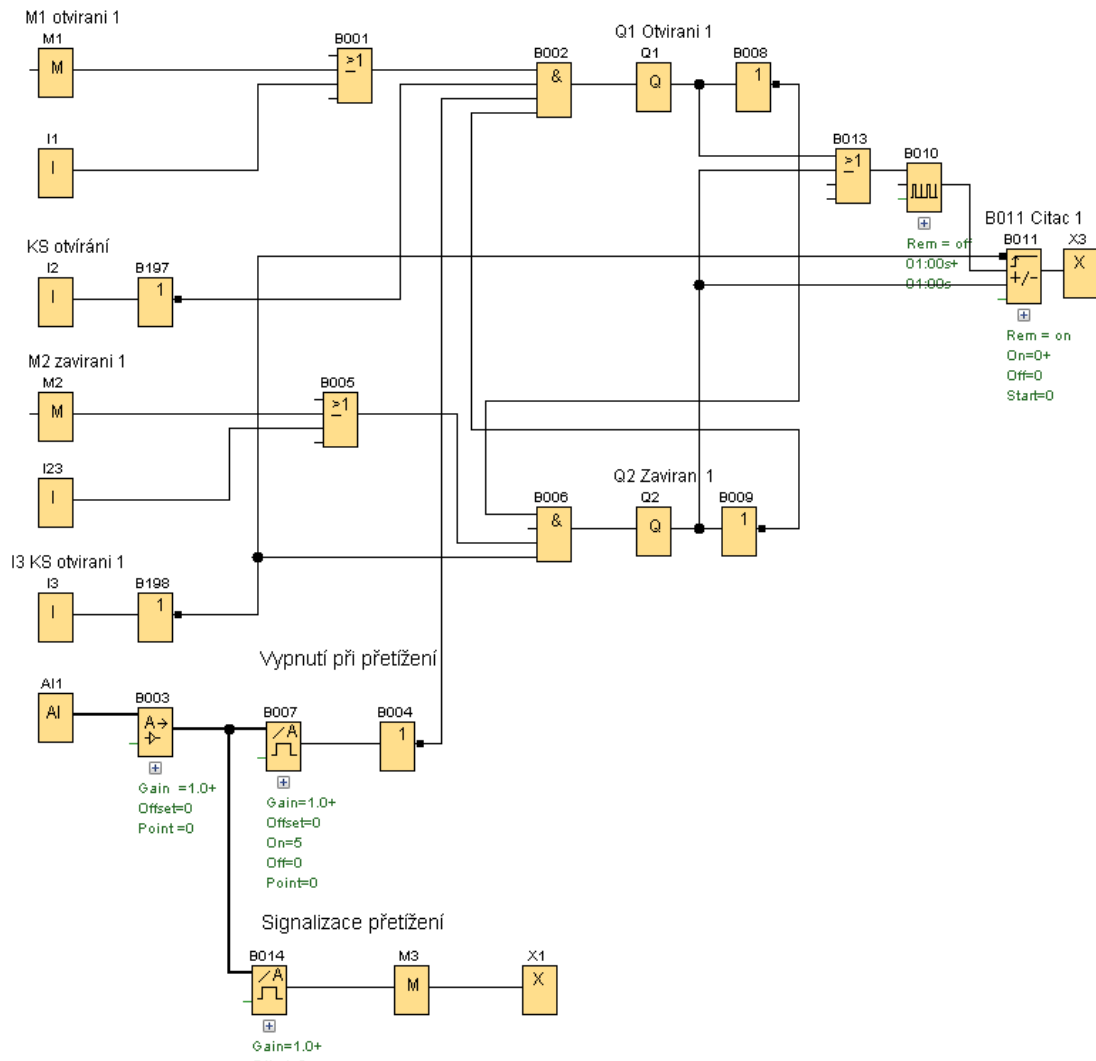 M1 otvirani 1
M1
M
B001
>1
B002
&
Q1 Otvirani 1
Q1
Q
B008
1
I1
I
B013
>1
B010
KS otvírání
I2
I
B197
1
Rem = off
01:00s+
01:00s
B011 Citac 1
B011
+/-
X3
X
Rem = on
On=0+
Off=0
Start=0
M2 zavirani 1
M2
M
B005
>1
I23
I
B006
&
Q2 Zavirani 1
Q2
Q
B009
1
I3 KS otvirani 1
I3
I
B198
1
Vypnutí při přetížení
AI1
AI
B003
A→
Gain =1.0+
Offset=0
Point =0
B007
/A
Gain=1.0+
Offset=0
On=5
Off=0
Point=0
B004
1
Signalizace přetížení
B014
/A
Gain=1.0+
M3
M
X1
X